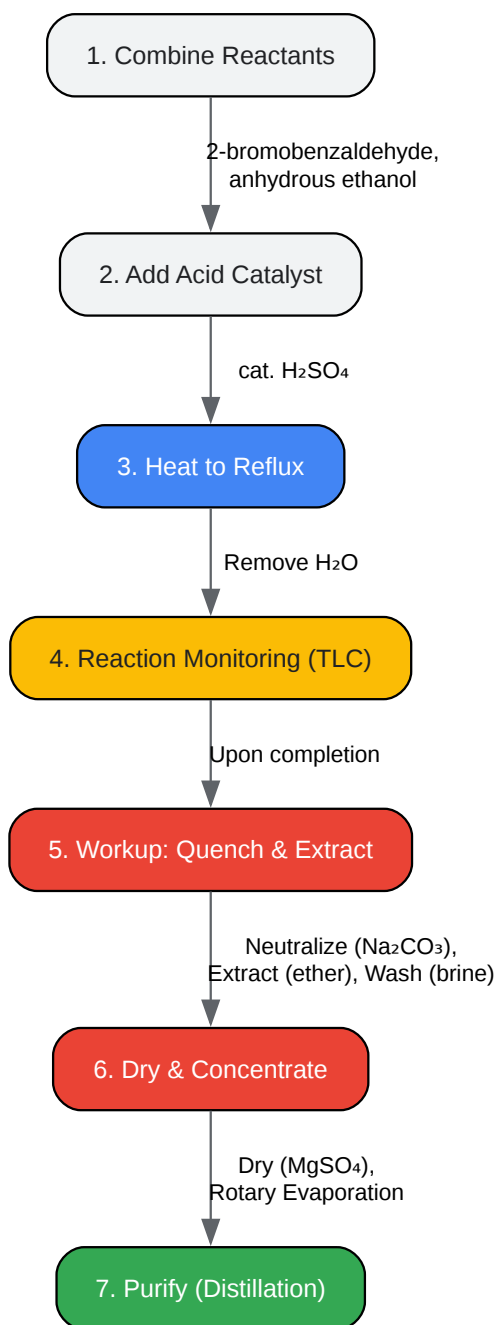 1. Combine Reactants
2-bromobenzaldehyde,
anhydrous ethanol
2. Add Acid Catalyst
cat. H₂SO₄
3. Heat to Reflux
Remove H₂O
4. Reaction Monitoring (TLC)
Upon completion
5. Workup: Quench & Extract
Neutralize (Na₂CO₃),
Extract (ether), Wash (brine)
6. Dry & Concentrate
Dry (MgSO₄),
Rotary Evaporation
7. Purify (Distillation)